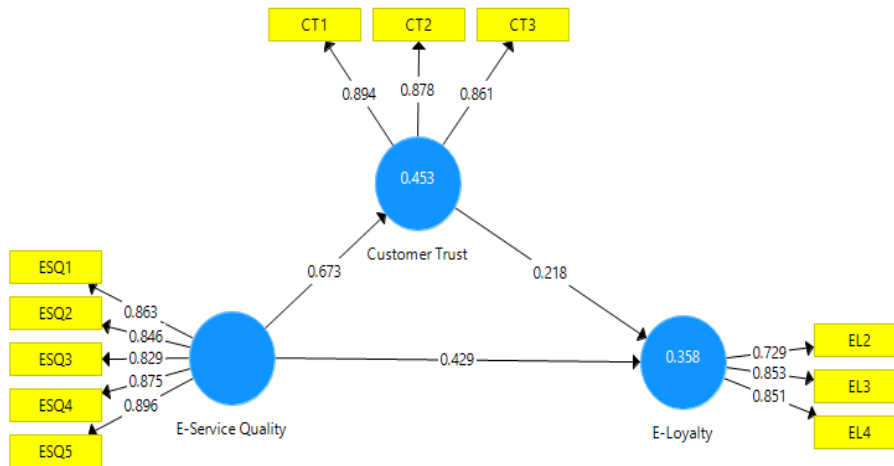 CT1 CT2 CT3
0.894 0.878 0.861
0.453
Customer Trust
0.673 0.218
ESQ1
ESQ2
ESQ3
ESQ4
ESQ5
0.863
0.846
0.829
0.875
0.896
E-Service Quality
0.429
0.358
E-Loyalty
0.729
0.853
0.851
EL2
EL3
EL4